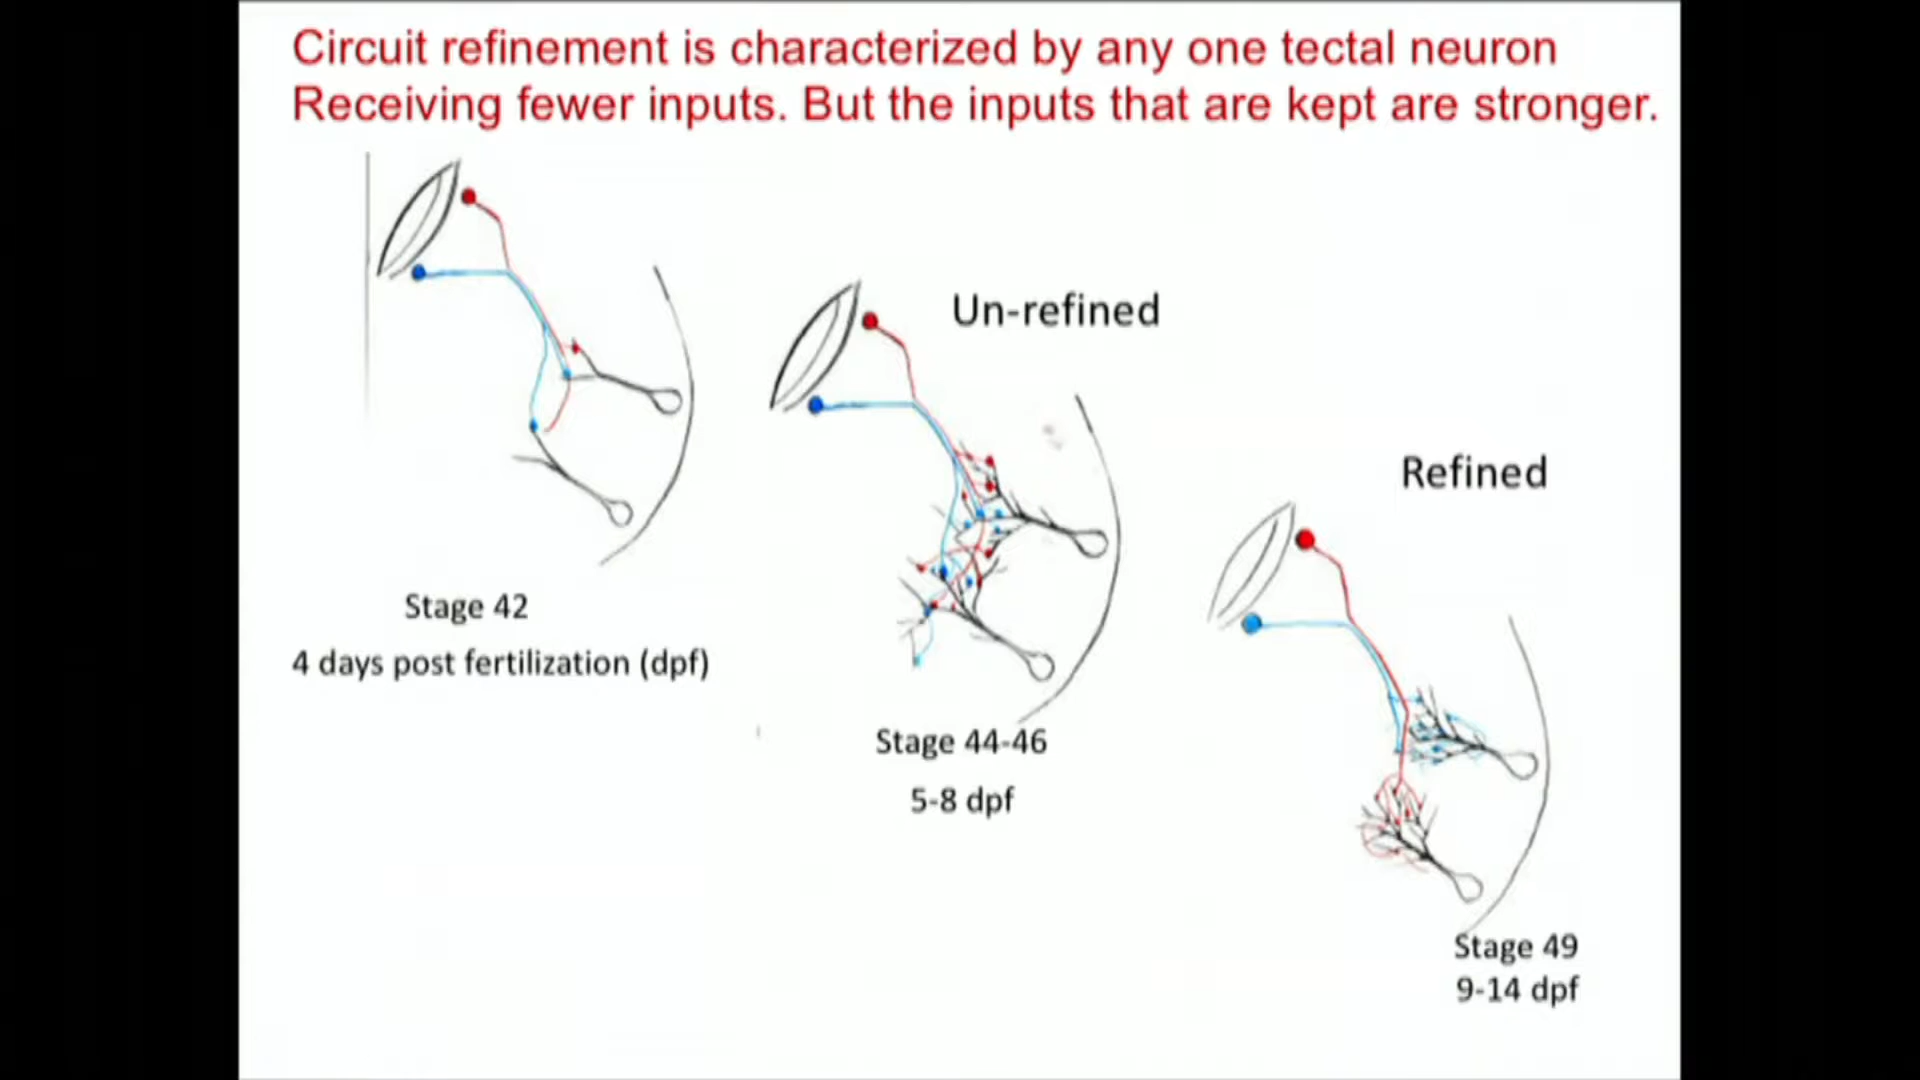 Circuit refinement is characterized by any one tectal neuron
Receiving fewer inputs. But the inputs that are kept are stronger.
Un-refined
Refined
Stage 42
4 days post fertilization (dpf)
Stage 44-46
5-8 dpf
Stage 49
9-14 dpf